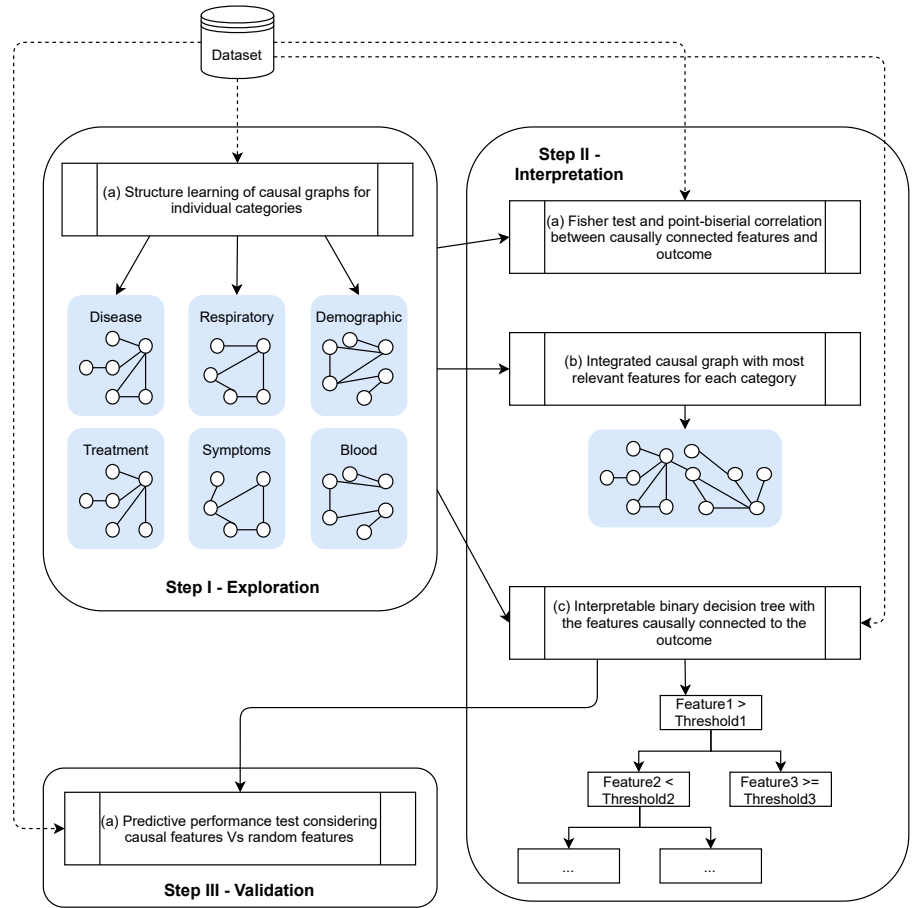 Dataset
(a) Structure learning of causal graphs for
individual categories
Disease
Respiratory
Demographic
Treatment
Symptoms
Blood
Step I - Exploration
Step II -
Interpretation
(a) Fisher test and point-biserial correlation
between causally connected features and
outcome
(b) Integrated causal graph with most
relevant features for each category
(c) Interpretable binary decision tree with
the features causally connected to the
outcome
Feature1 >
Threshold1
Feature2 <
Threshold2
Feature3 >=
Threshold3
...
...
(a) Predictive performance test considering
causal features Vs random features
Step III - Validation